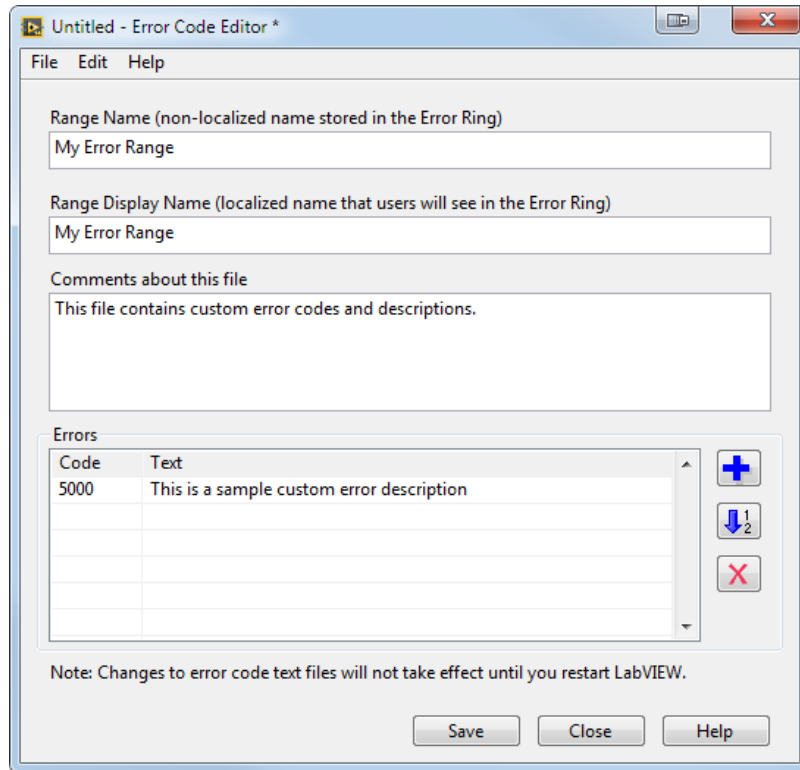 Untitled - Error Code Editor *
File Edit Help
Range Name (non-localized name stored in the Error Ring)
My Error Range
Range Display Name (localized name that users will see in the Error Ring)
My Error Range
Comments about this file
This file contains custom error codes and descriptions.
Errors
Code Text
5000 This is a sample custom error description
1
2
Note: Changes to error code text files will not take effect until you restart LabVIEW.
Save Close Help